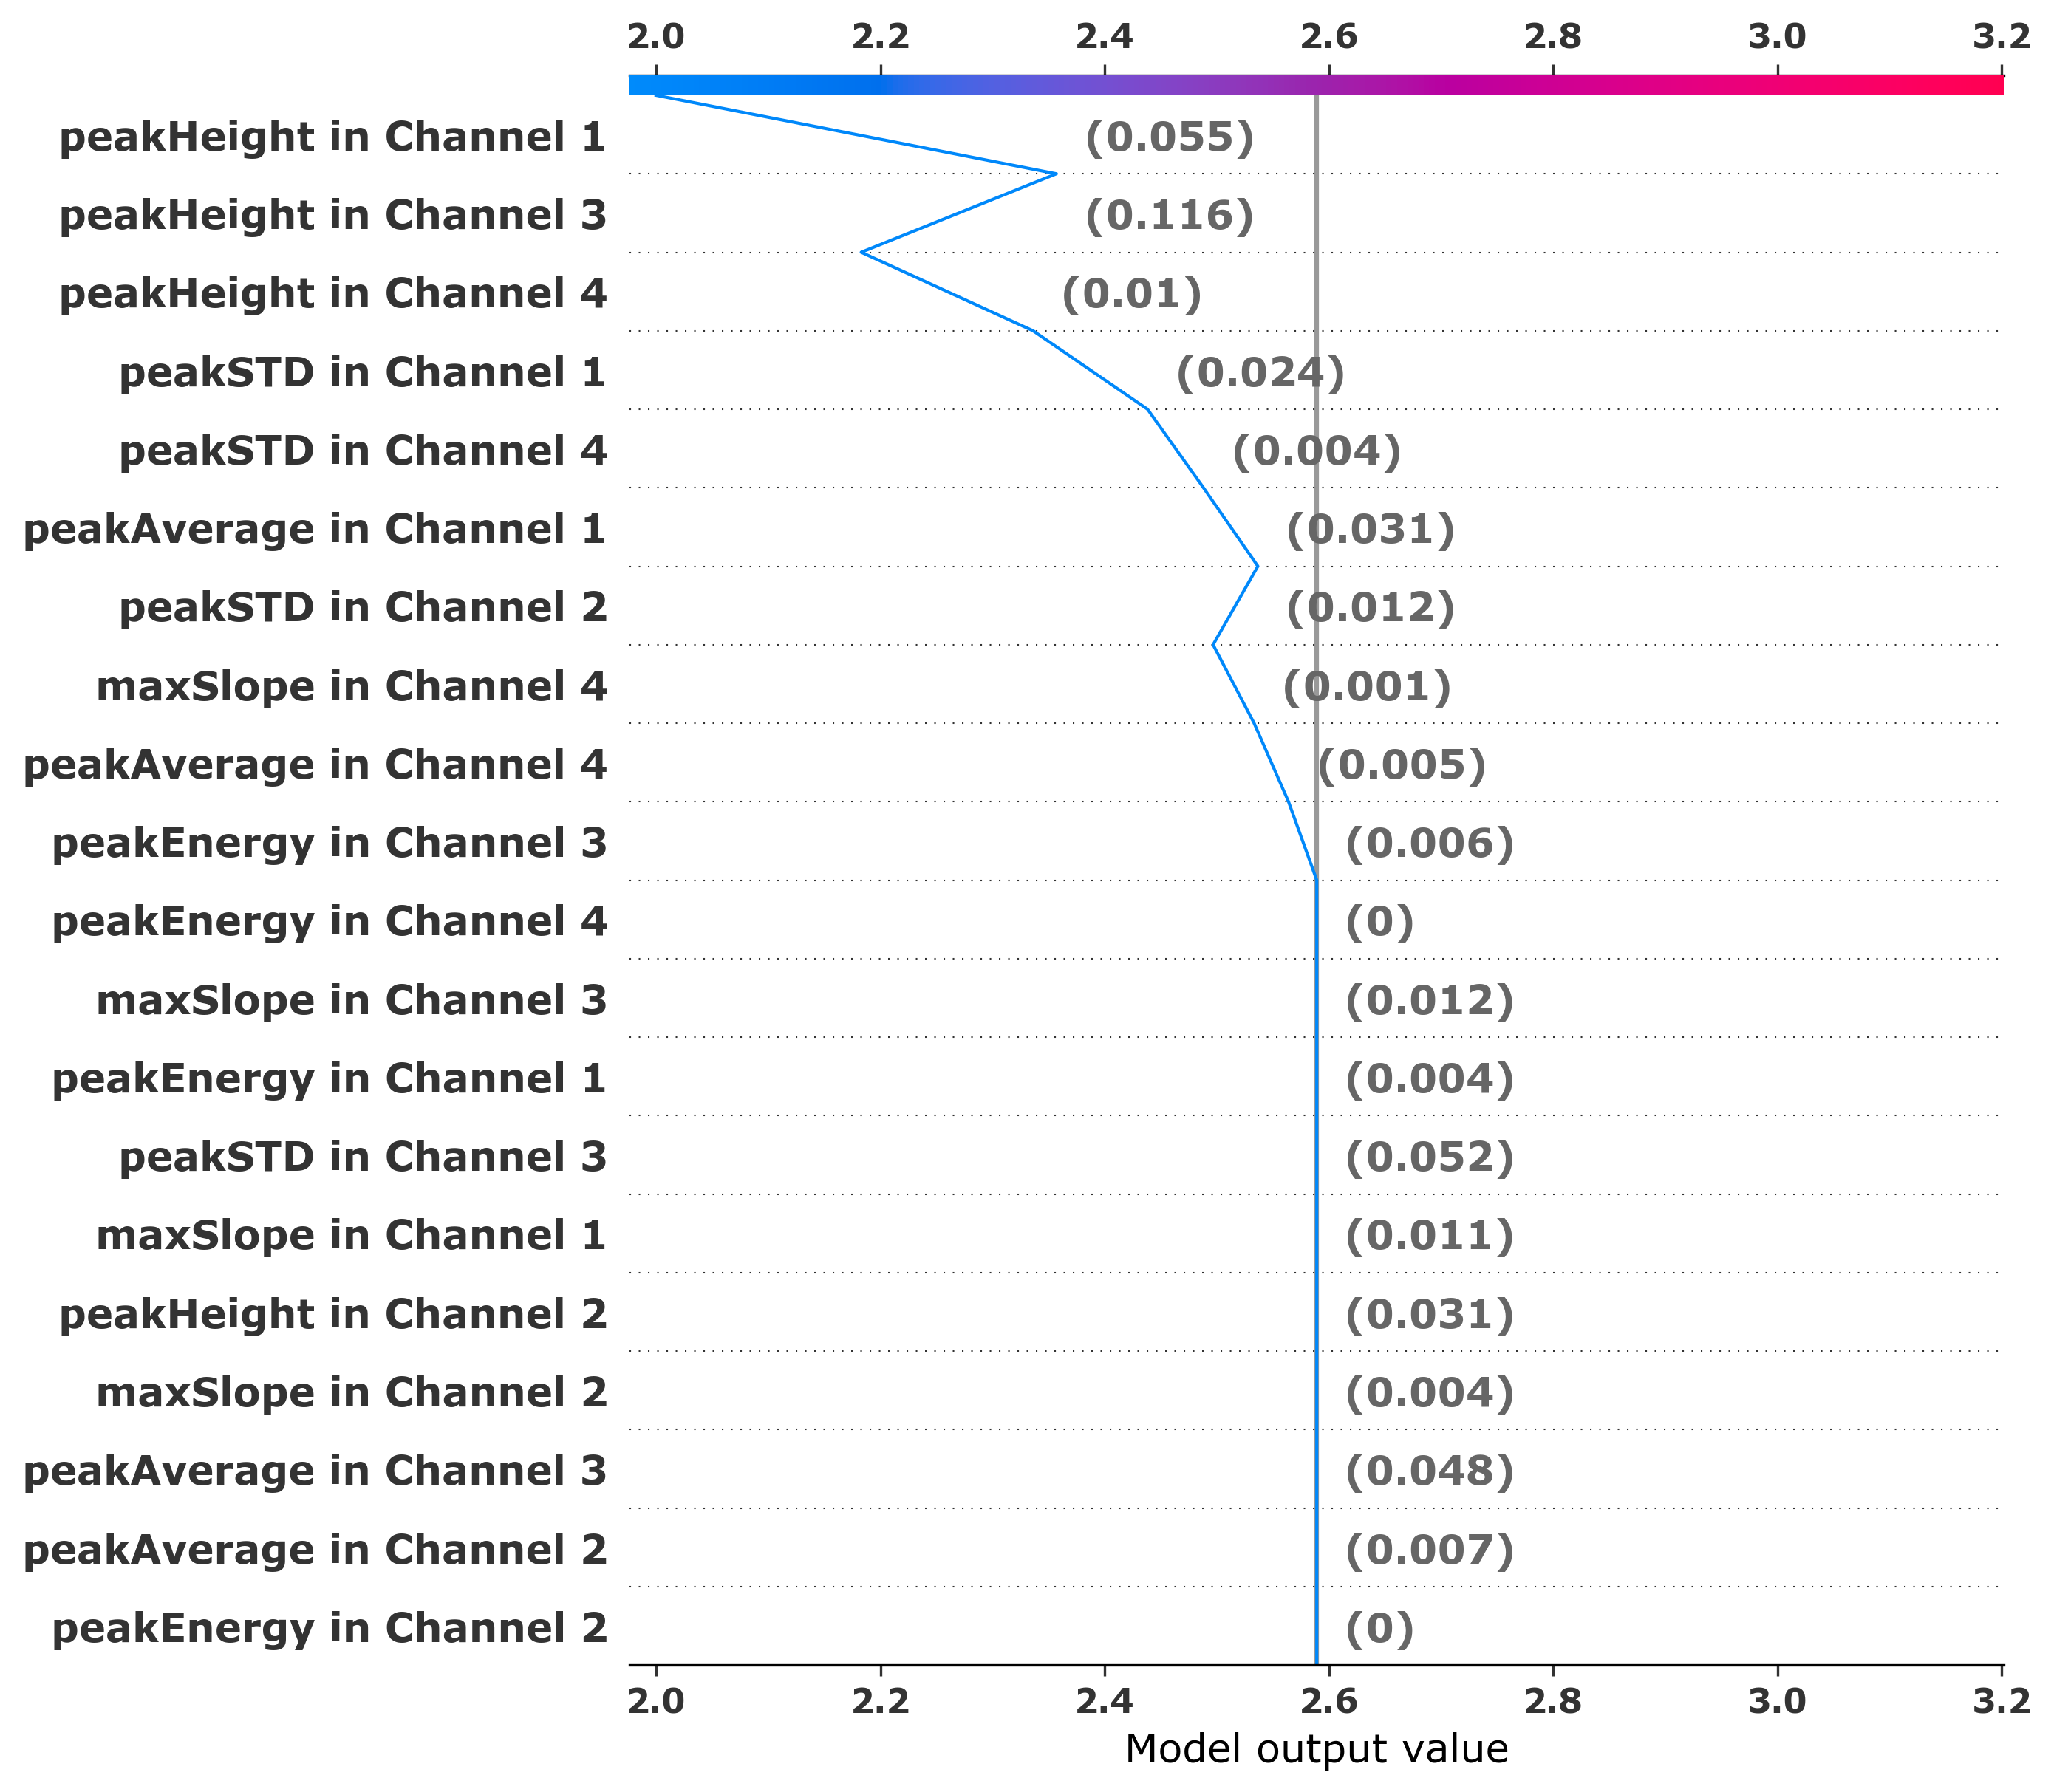 2.0 2.2 2.4 2.6 2.8 3.0 3.2
peakHeight in Channel 1 (0.055)
peakHeight in Channel 3 (0.116)
peakHeight in Channel 4 (0.01)
peakSTD in Channel 1 (0.024)
peakSTD in Channel 4 (0.004)
peakAverage in Channel 1 (0.031)
peakSTD in Channel 2 (0.012)
maxSlope in Channel 4 (0.001)
peakAverage in Channel 4 (0.005)
peakEnergy in Channel 3 (0.006)
peakEnergy in Channel 4 (0)
maxSlope in Channel 3 (0.012)
peakEnergy in Channel 1 (0.004)
peakSTD in Channel 3 (0.052)
maxSlope in Channel 1 (0.011)
peakHeight in Channel 2 (0.031)
maxSlope in Channel 2 (0.004)
peakAverage in Channel 3 (0.048)
peakAverage in Channel 2 (0.007)
peakEnergy in Channel 2 (0)
2.0 2.2 2.4 2.6 2.8 3.0 3.2
Model output value